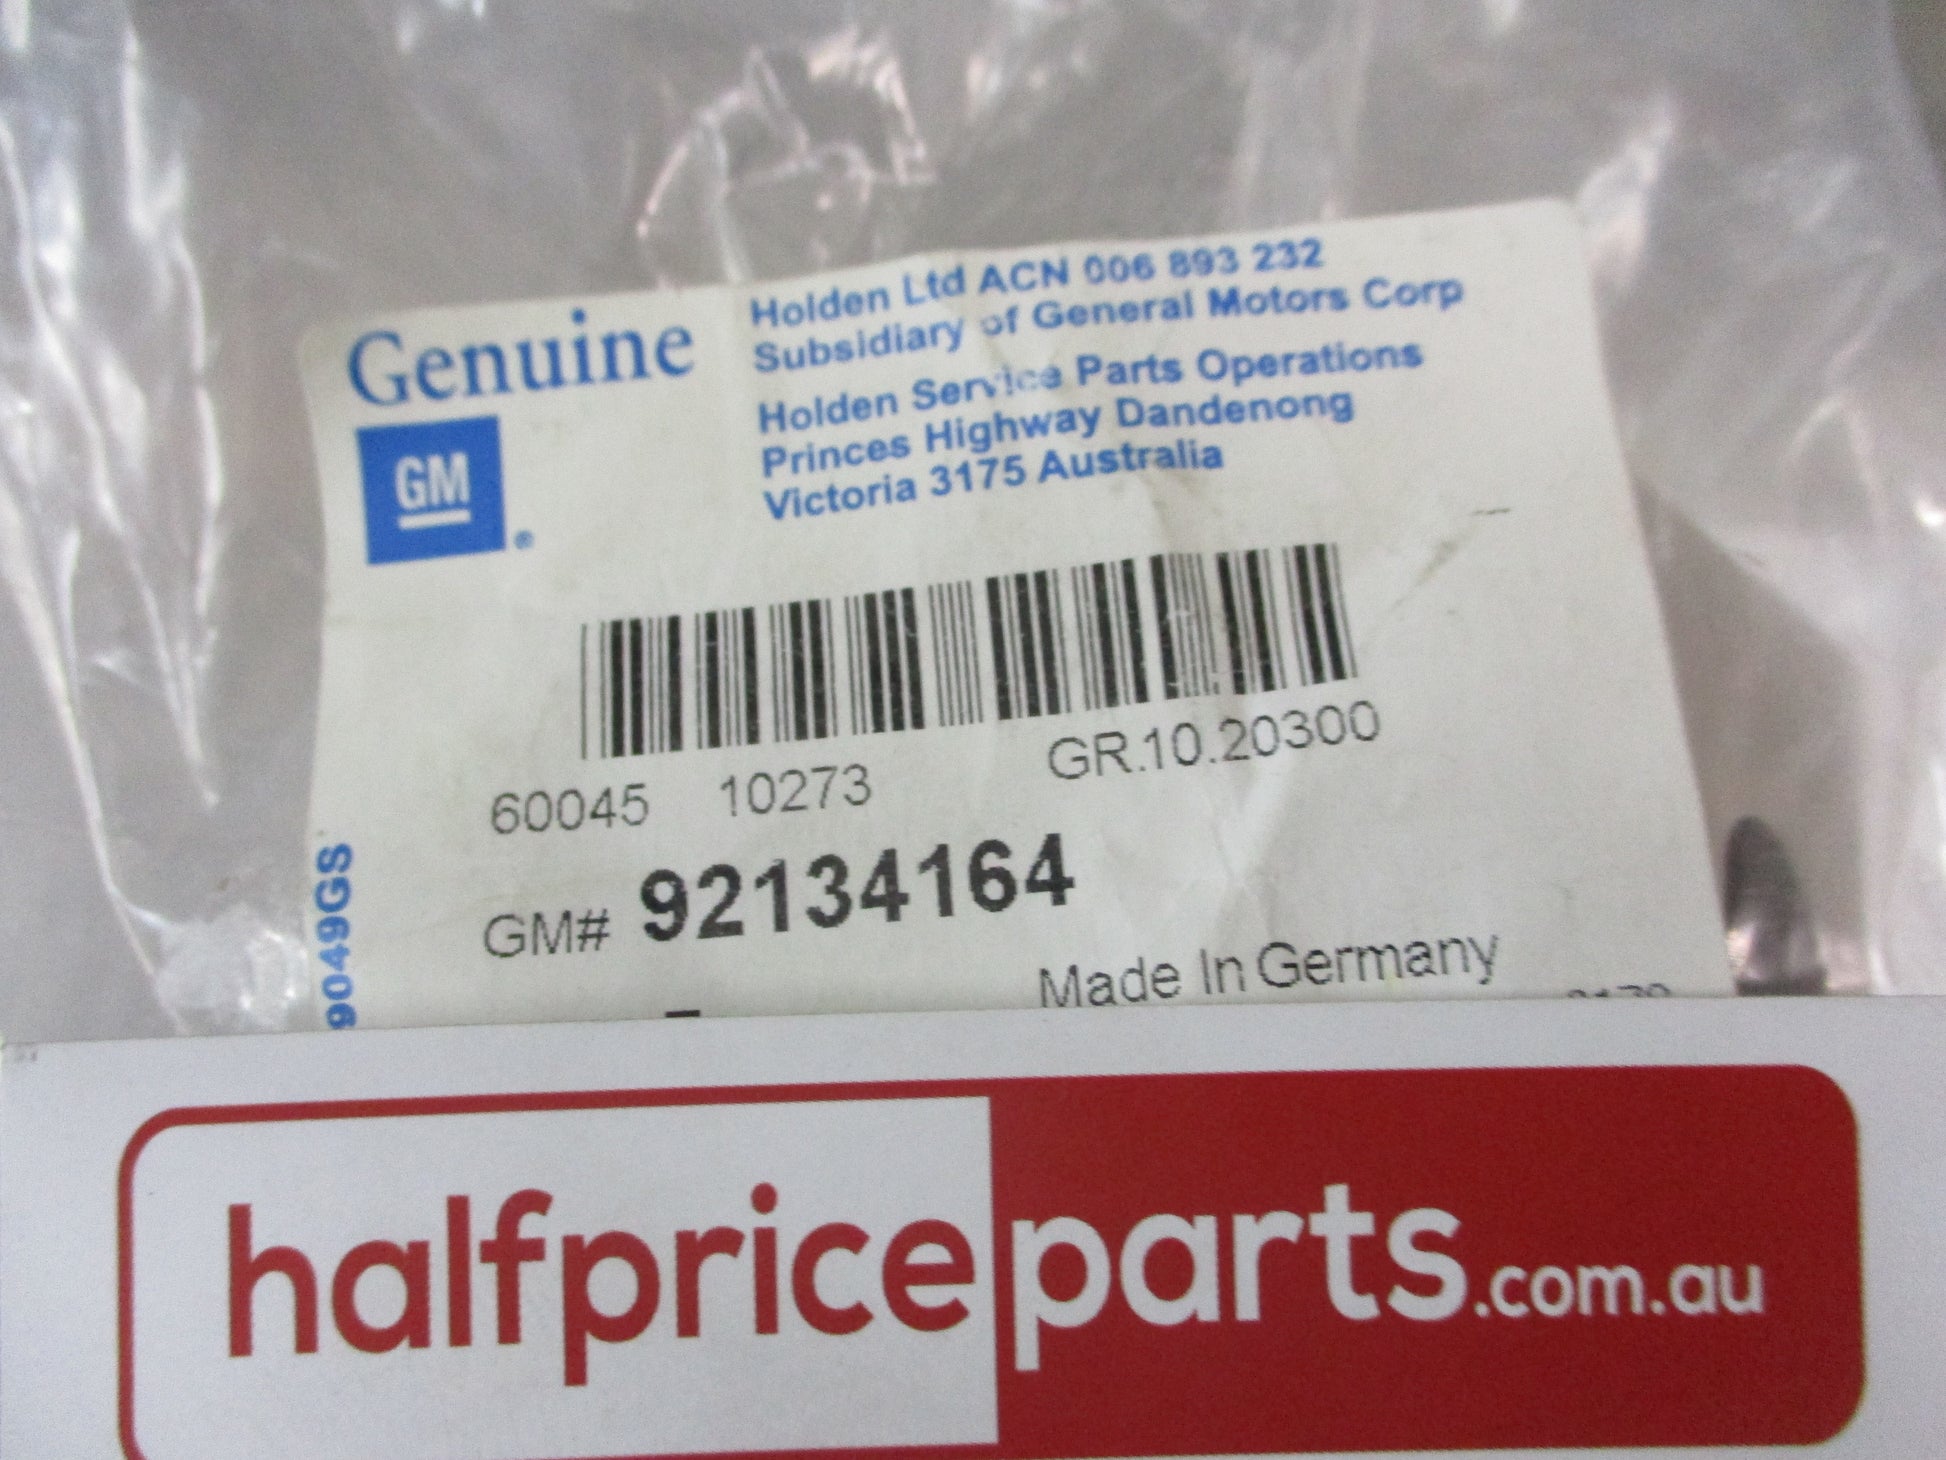 Genuine
GM
®
Holden Ltd ACN 006 893 232
Subsidiary of General Motors Corp
Holden Service Parts Operations
Princes Highway Dandenong
Victoria 3175 Australia
60045 10273 GR.10.20300
GM# 92134164
Made In Germany
9049GS
halfpriceparts.com.au